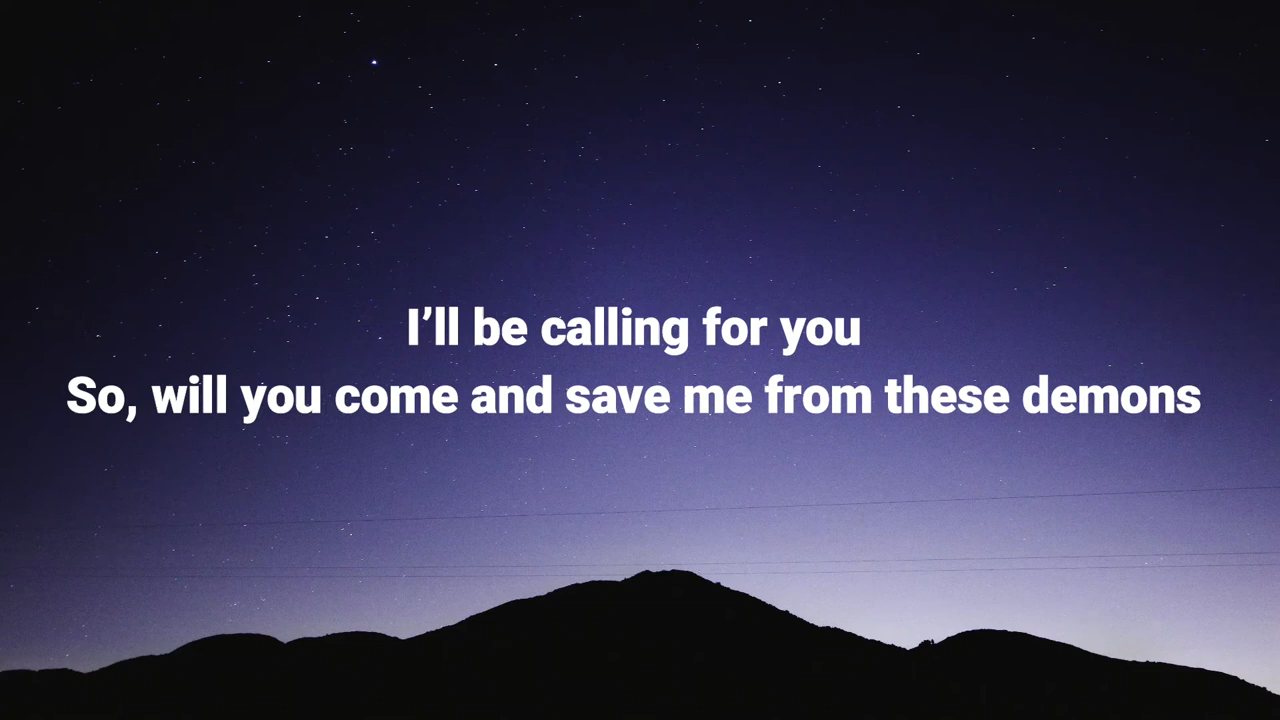 I’ll be calling for you
So, will you come and save me from these demons